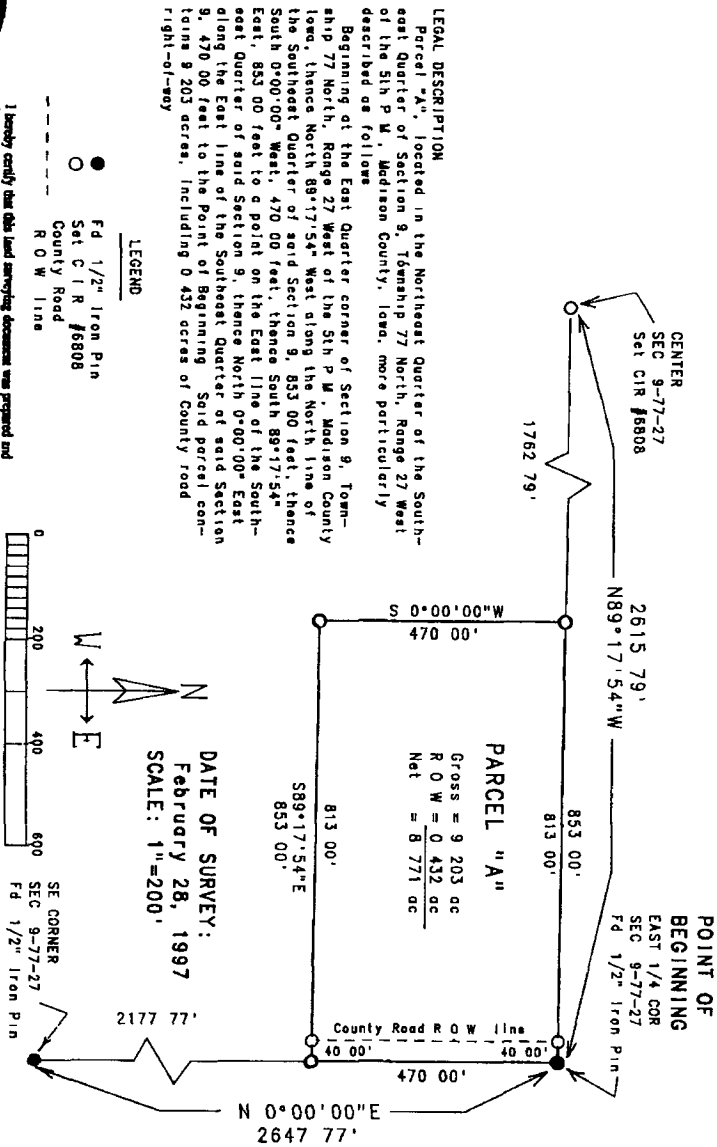 CENTER
SEC 9-77-27
Set CIR #6808
2615 79'
N89°17'54"W
POINT OF
BEGINNING
EAST 1/4 COR
SEC 9-77-27
Fd 1/2" Iron Pin
1762 79'
853 00'
813 00'
S 0°00'00"W
470 00'
PARCEL "A"
Gross = 9 203 ac
R O W = 0 432 ac
Net = 8 771 ac
County Road R O W line
40 00'
40 00'
470 00'
813 00'
S89°17'54"E
853 00'
N 0°00'00"E
2647 77'
2177 77'
SE CORNER
SEC 9-77-27
Fd 1/2" Iron Pin
DATE OF SURVEY:
February 28, 1997
SCALE: 1"=200'
N
W E
0 200 400 600
LEGAL DESCRIPTION
Parcel "A", located in the Northeast Quarter of the South-
east Quarter of Section 9, Township 77 North, Range 27 West
of the 5th P M , Madison County, Iowa, more particularly
described as follows
Beginning at the East Quarter corner of Section 9, Town-
ship 77 North, Range 27 West of the 5th P M , Madison County
Iowa, thence North 89°17'54" West along the North line of
the Southeast Quarter of said Section 9, 853 00 feet, thence
South 0°00'00" West, 470 00 feet, thence South 89°17'54"
East, 853 00 feet to a point on the East line of the South-
east Quarter of said Section 9, thence North 0°00'00" East
along the East line of the Southeast Quarter of said Section
9, 470 00 feet to the Point of Beginning Said parcel con-
tains 9 203 acres, including 0 432 acres of County road
right-of-way
LEGEND
Fd 1/2" Iron Pin
Set C I R #6808
County Road
R O W line
I hereby certify that this land surveying document was prepared and